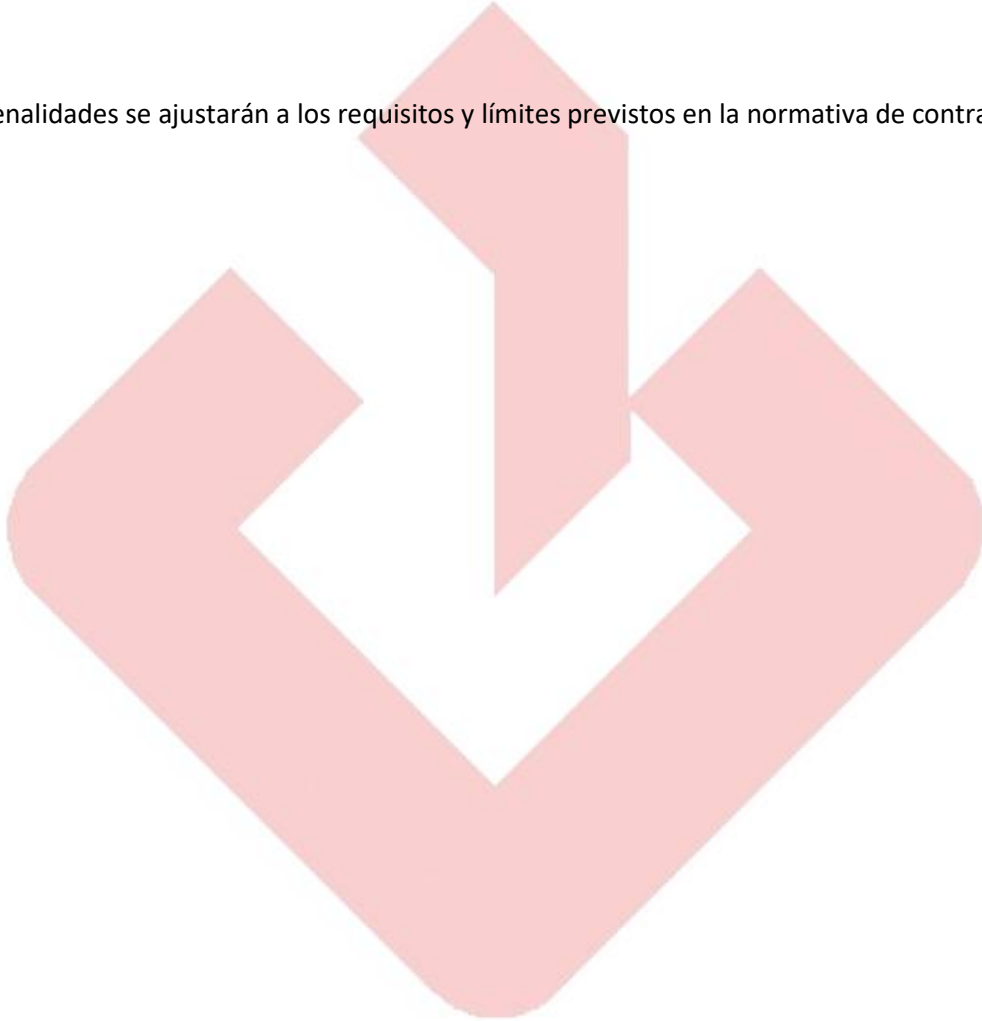 enalidades se ajustarán a los requisitos y límites previstos en la normativa de contra